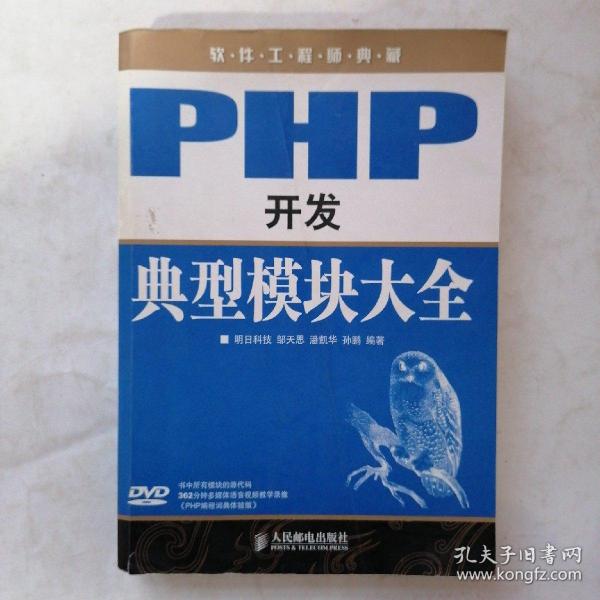 软·件·工·程·师·典·藏
PHP
开发
典型模块大全
明日科技 邹天思 潘凯华 孙鹏 编著
DVD
书中所有模块的源代码
362分钟多媒体语音视频教学录像
《PHP编程词典体验版》
人民邮电出版社
POSTS & TELECOM PRESS
孔夫子旧书网
www.kongfz.com